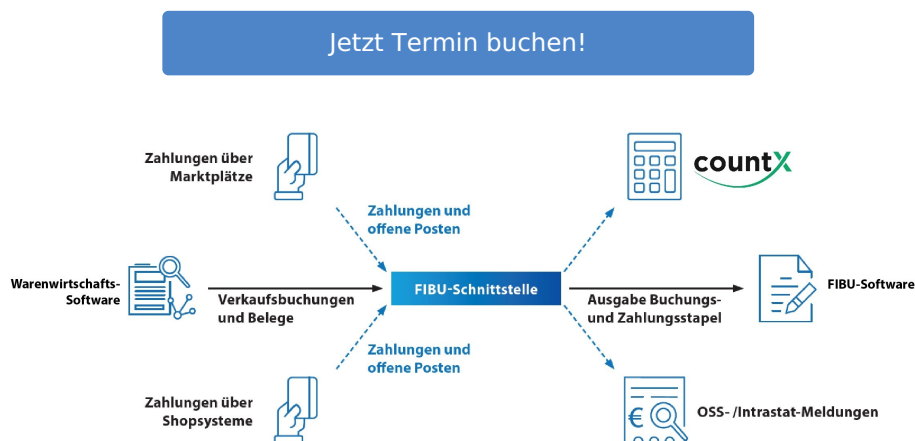 Jetzt Termin buchen!
Zahlungen über
Marktplätze
countX
Zahlungen und
offene Posten
Warenwirtschafts-
Software
Verkaufsbuchungen
und Belege
FIBU-Schnittstelle
Ausgabe Buchungs-
und Zahlungsstapel
FIBU-Software
Zahlungen und
offene Posten
Zahlungen über
Shopsysteme
€
OSS- /Intrastat-Meldungen